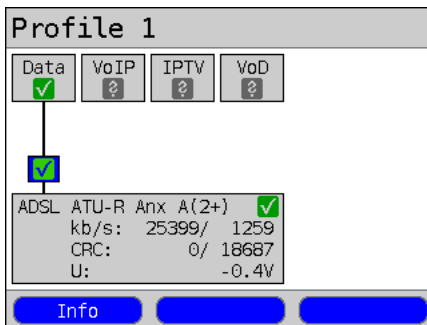 Profile 1
Data VoIP IPTV VoD
? ? ?
ADSL ATU-R Anx A(2+)
kb/s: 25399/ 1259
CRC: 0/ 18687
U: -0.4V
Info